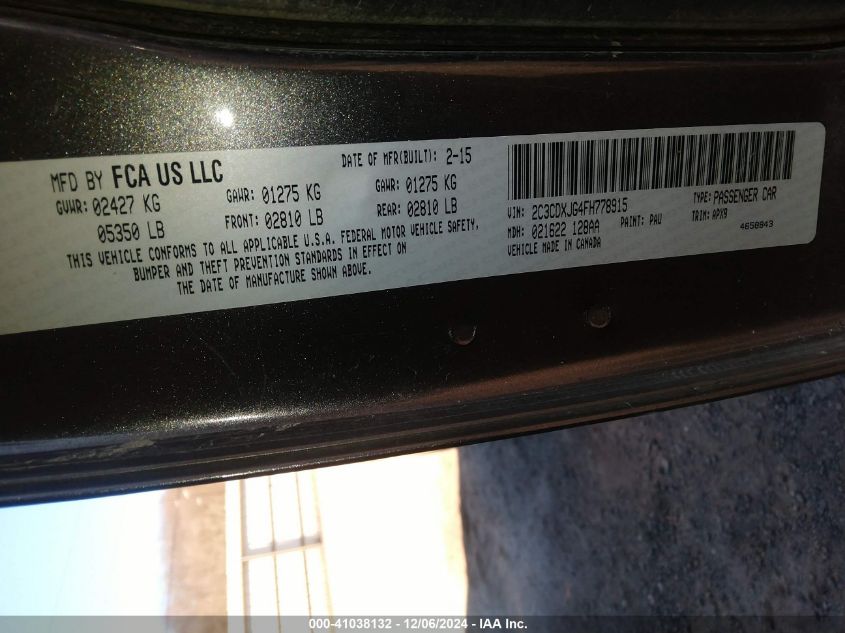 MFD BY FCA US LLC
DATE OF MFR(BUILT): 2-15
GVWR: 02427 KG
GAWR: 01275 KG
GAWR: 01275 KG
05350 LB
FRONT: 02810 LB
REAR: 02810 LB
THIS VEHICLE CONFORMS TO ALL APPLICABLE U.S.A. FEDERAL MOTOR VEHICLE SAFETY,
BUMPER AND THEFT PREVENTION STANDARDS IN EFFECT ON
THE DATE OF MANUFACTURE SHOWN ABOVE.
VIN: 2C3CDXJG4FH778915
TYPE: PASSENGER CAR
MDH: 021622 128AA
PAINT: PAU
TRIM: APX9
VEHICLE MADE IN CANADA
4650843
000-41038132 - 12/06/2024 - IAA Inc.